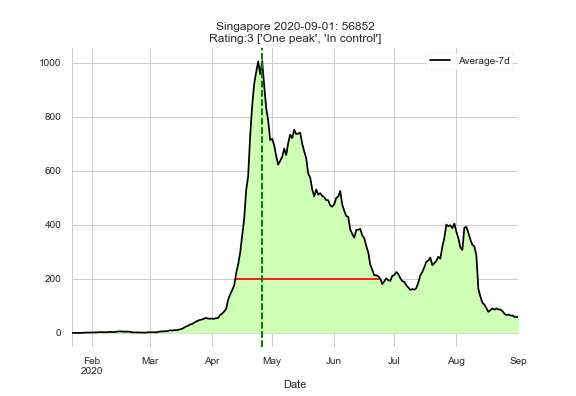 Singapore 2020-09-01: 56852
Rating:3 ['One peak', 'In control']
Average-7d
1000
800
600
400
200
0
Feb Mar Apr May Jun Jul Aug Sep
2020
Date